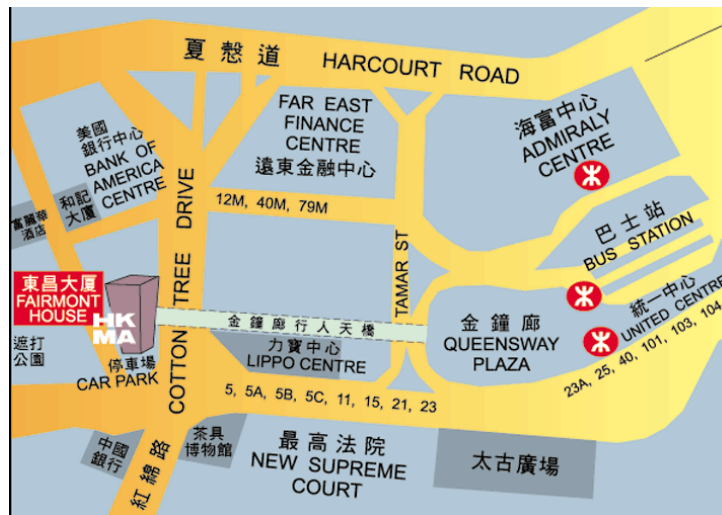 夏慤道 HARCOURT ROAD
美國
銀行中心
BANK OF
AMERICA
CENTRE
FAR EAST
FINANCE
CENTRE
遠東金融中心
海富中心
ADMIRALY
CENTRE
和記
大廈
富麗華
酒店
12M, 40M, 79M
巴士站
BUS STATION
TAMAR ST
東昌大厦
FAIRMONT
HOUSE
HK
MA
遮打
公園
停車場
CAR PARK
COTTON TREE DRIVE
紅綿路
金鐘廊行人天橋
力寶中心
LIPPO CENTRE
金鐘廊
QUEENSWAY
PLAZA
統一中心
UNITED CENTRE
23A, 25, 40, 101, 103, 104
5, 5A, 5B, 5C, 11, 15, 21, 23
中國
銀行
茶具
博物館
最高法院
NEW SUPREME
COURT
太古廣場